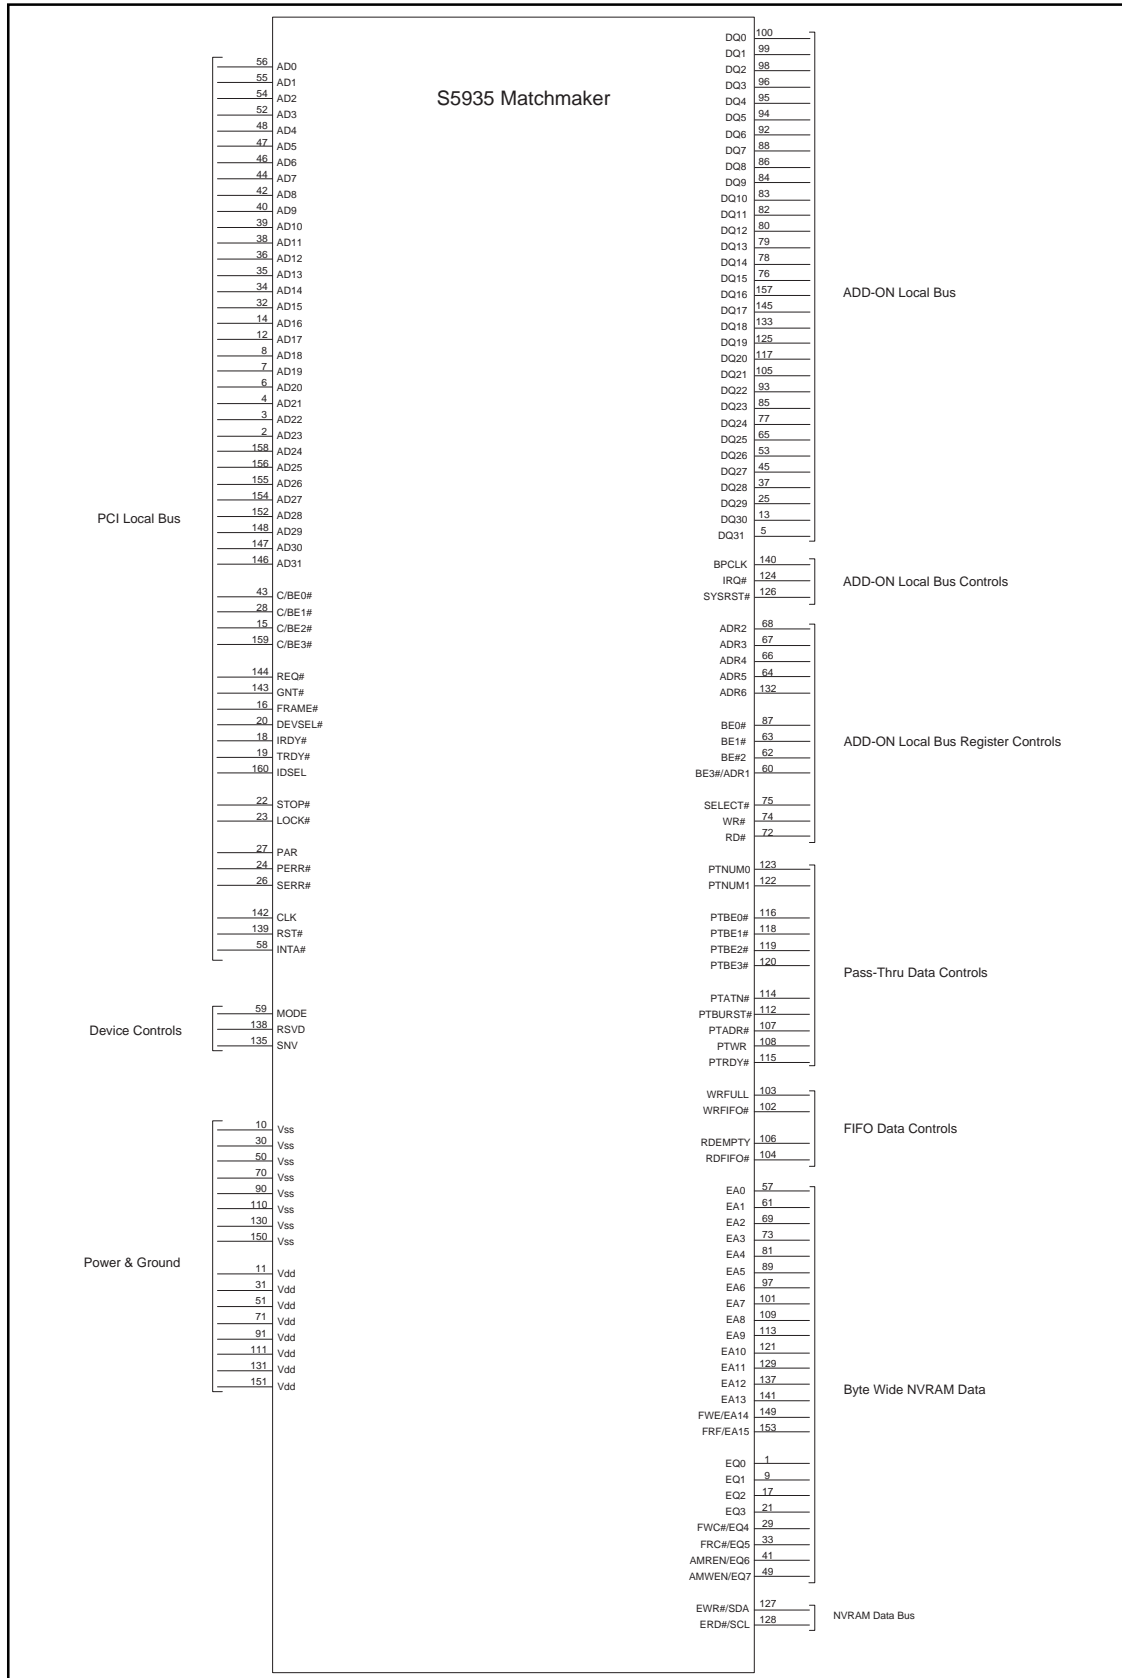 S5935 Matchmaker
PCI Local Bus
56 AD0
55 AD1
54 AD2
52 AD3
48 AD4
47 AD5
46 AD6
44 AD7
42 AD8
40 AD9
39 AD10
38 AD11
36 AD12
35 AD13
34 AD14
32 AD15
14 AD16
12 AD17
8 AD18
7 AD19
6 AD20
4 AD21
3 AD22
2 AD23
158 AD24
156 AD25
155 AD26
154 AD27
152 AD28
148 AD29
147 AD30
146 AD31
43 C/BE0#
28 C/BE1#
15 C/BE2#
159 C/BE3#
144 REQ#
143 GNT#
16 FRAME#
20 DEVSEL#
18 IRDY#
19 TRDY#
160 IDSEL
22 STOP#
23 LOCK#
27 PAR
24 PERR#
26 SERR#
142 CLK
139 RST#
58 INTA#
Device Controls
59 MODE
138 RSVD
135 SNV
Power & Ground
10 Vss
30 Vss
50 Vss
70 Vss
90 Vss
110 Vss
130 Vss
150 Vss
11 Vdd
31 Vdd
51 Vdd
71 Vdd
91 Vdd
111 Vdd
131 Vdd
151 Vdd
DQ0 100
DQ1 99
DQ2 98
DQ3 96
DQ4 95
DQ5 94
DQ6 92
DQ7 88
DQ8 86
DQ9 84
DQ10 83
DQ11 82
DQ12 80
DQ13 79
DQ14 78
DQ15 76
DQ16 157
DQ17 145
DQ18 133
DQ19 125
DQ20 117
DQ21 105
DQ22 93
DQ23 85
DQ24 77
DQ25 65
DQ26 53
DQ27 45
DQ28 37
DQ29 25
DQ30 13
DQ31 5
ADD-ON Local Bus
BPCLK 140
IRQ# 124
SYSRST# 126
ADD-ON Local Bus Controls
ADR2 68
ADR3 67
ADR4 66
ADR5 64
ADR6 132
BE0# 87
BE1# 63
BE#2 62
BE3#/ADR1 60
SELECT# 75
WR# 74
RD# 72
ADD-ON Local Bus Register Controls
PTNUM0 123
PTNUM1 122
PTBE0# 116
PTBE1# 118
PTBE2# 119
PTBE3# 120
PTATN# 114
PTBURST# 112
PTADR# 107
PTWR 108
PTRDY# 115
Pass-Thru Data Controls
WRFULL 103
WRFIFO# 102
RDEMPTY 106
RDFIFO# 104
FIFO Data Controls
EA0 57
EA1 61
EA2 69
EA3 73
EA4 81
EA5 89
EA6 97
EA7 101
EA8 109
EA9 113
EA10 121
EA11 129
EA12 137
EA13 141
FWE/EA14 149
FRF/EA15 153
EQ0 1
EQ1 9
EQ2 17
EQ3 21
FWC#/EQ4 29
FRC#/EQ5 33
AMREN/EQ6 41
AMWEN/EQ7 49
Byte Wide NVRAM Data
EWR#/SDA 127
ERD#/SCL 128
NVRAM Data Bus